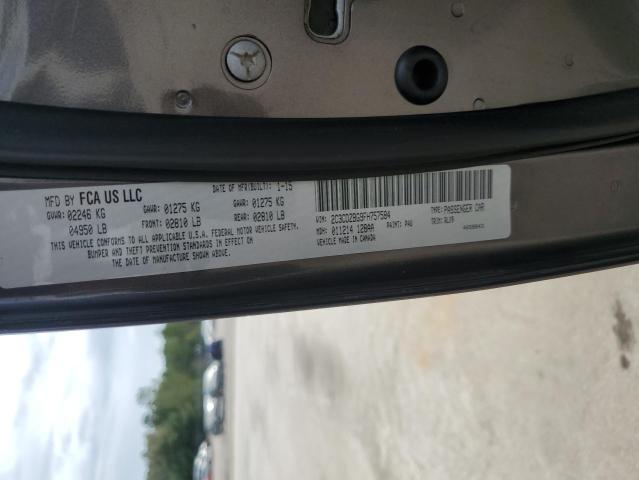 MFD BY FCA US LLC
DATE OF MFR(BUILT): 1-15
GVWR: 02246 KG
04950 LB
GAWR: 01275 KG
FRONT: 02810 LB
GAWR: 01275 KG
REAR: 02810 LB
THIS VEHICLE CONFORMS TO ALL APPLICABLE U.S.A. FEDERAL MOTOR VEHICLE SAFETY,
BUMPER AND THEFT PREVENTION STANDARDS IN EFFECT ON
THE DATE OF MANUFACTURE SHOWN ABOVE.
VIN: 2C3CDZBG9FH757584
TYPE: PASSENGER CAR
MDH: 011214 128AA
PAINT: PAU
TRIM:
VEHICLE MADE IN CANADA